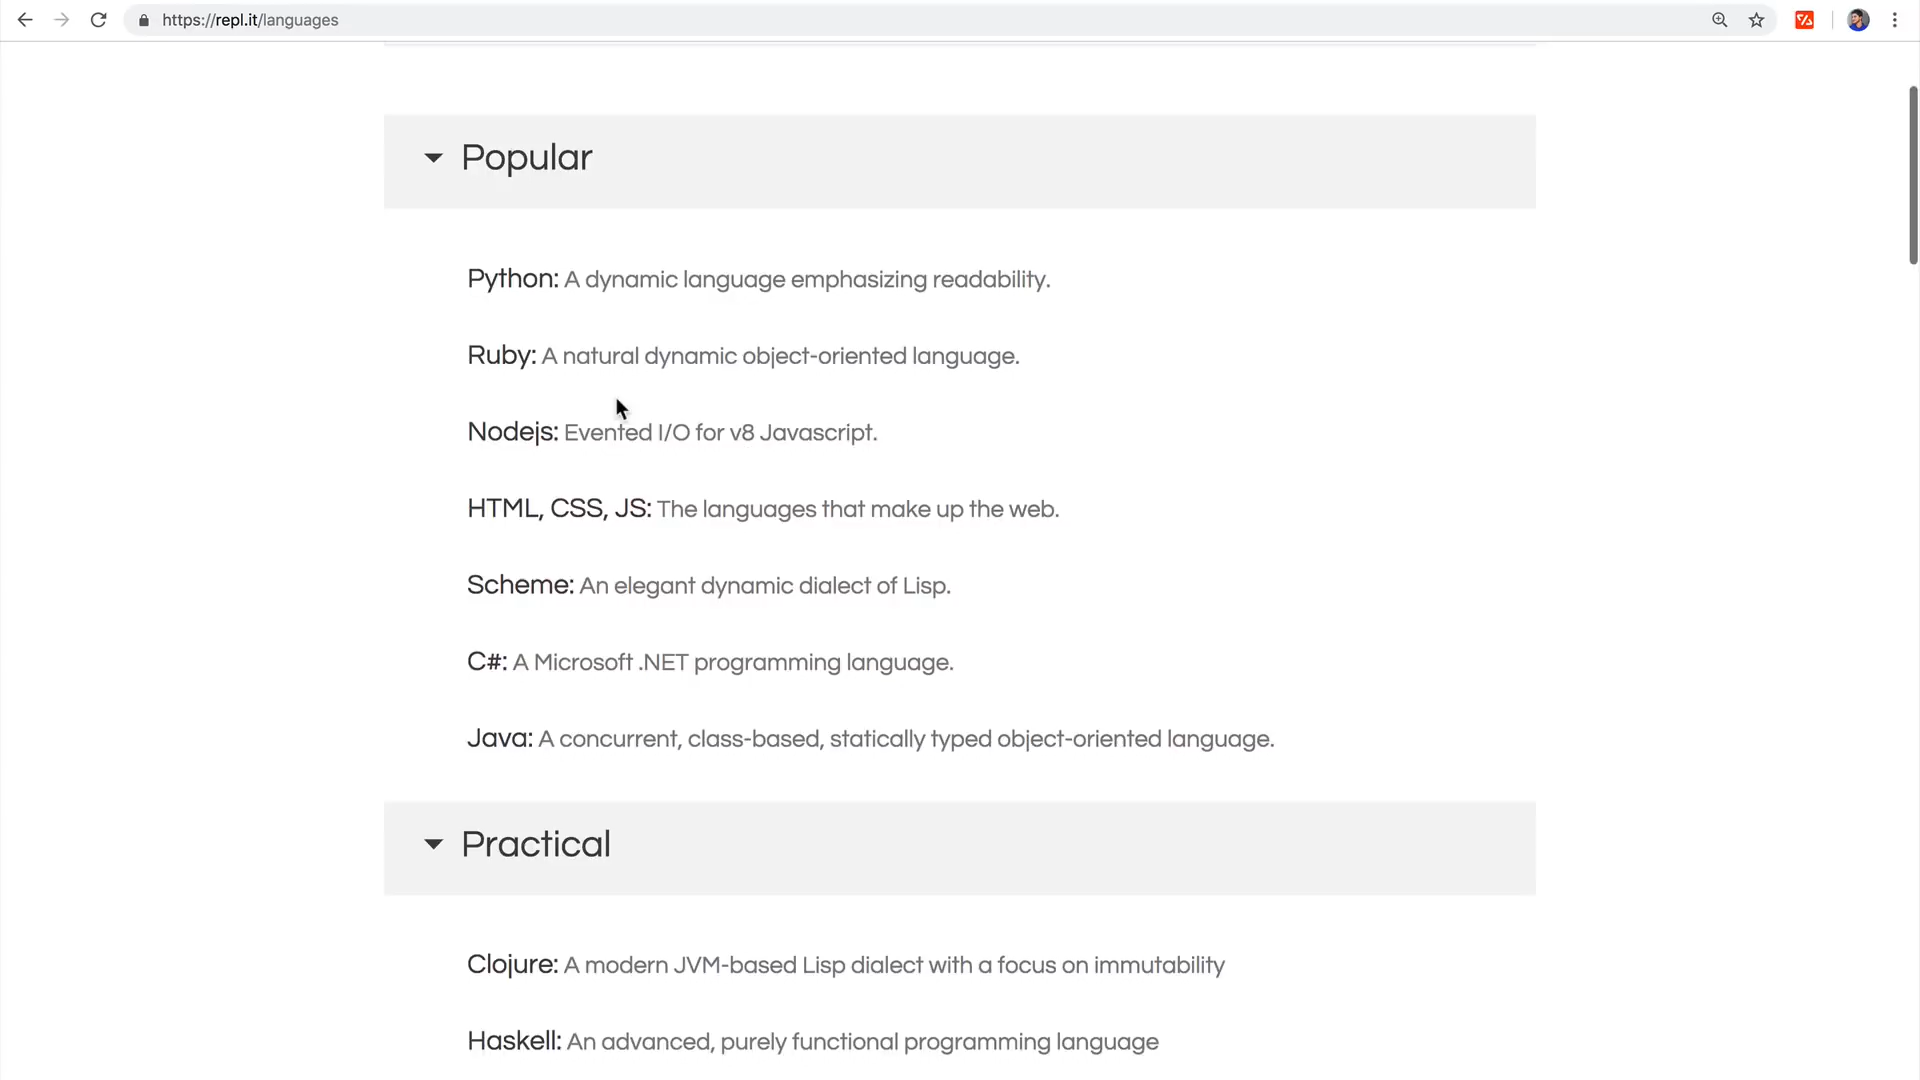 https://repl.it/languages
Popular
Python: A dynamic language emphasizing readability.
Ruby: A natural dynamic object-oriented language.
Nodejs: Evented I/O for v8 Javascript.
HTML, CSS, JS: The languages that make up the web.
Scheme: An elegant dynamic dialect of Lisp.
C#: A Microsoft .NET programming language.
Java: A concurrent, class-based, statically typed object-oriented language.
Practical
Clojure: A modern JVM-based Lisp dialect with a focus on immutability
Haskell: An advanced, purely functional programming language